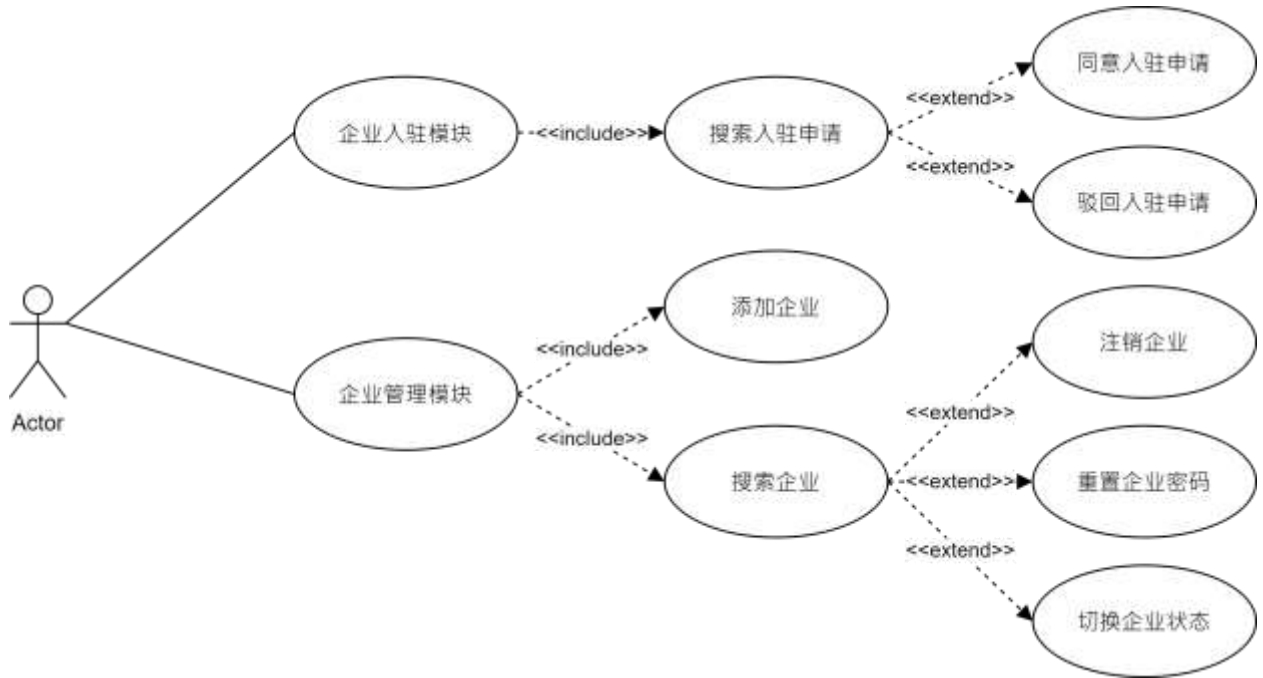 同意入驻申请
<<extend>>
企业入驻模块
<<include>>
搜索入驻申请
<<extend>>
驳回入驻申请
添加企业
<<include>>
注销企业
企业管理模块
<<extend>>
Actor
<<include>>
搜索企业
<<extend>>
重置企业密码
<<extend>>
切换企业状态